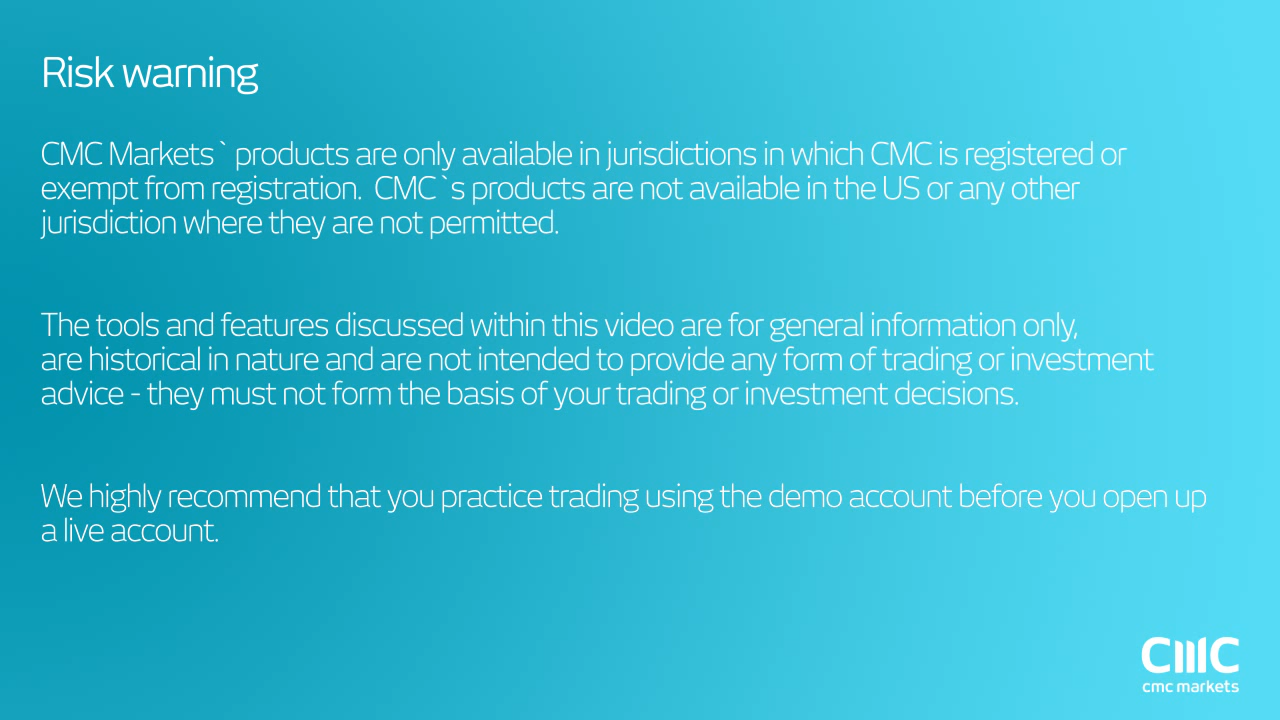 Risk warning
CMC Markets` products are only available in jurisdictions in which CMC is registered or
exempt from registration.  CMC`s products are not available in the US or any other
jurisdiction where they are not permitted.
The tools and features discussed within this video are for general information only,
are historical in nature and are not intended to provide any form of trading or investment
advice - they must not form the basis of your trading or investment decisions.
We highly recommend that you practice trading using the demo account before you open up
a live account.
CMC
cmc markets